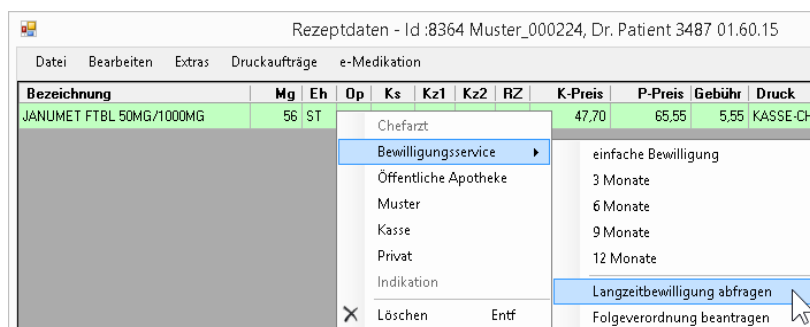 Rezeptdaten - Id :8364 Muster_000224, Dr. Patient 3487 01.60.15
Datei Bearbeiten Extras Druckaufträge e-Medikation
Bezeichnung Mg Eh Op Ks Kz1 Kz2 RZ K-Preis P-Preis Gebühr Druck
JANUMET FTBL 50MG/1000MG 56 ST 47,70 65,55 5,55 KASSE-CH
Chefarzt
Bewilligungsservice
Öffentliche Apotheke
Muster
Kasse
Privat
Indikation
Löschen Entf
einfache Bewilligung
3 Monate
6 Monate
9 Monate
12 Monate
Langzeitbewilligung abfragen
Folgeverordnung beantragen